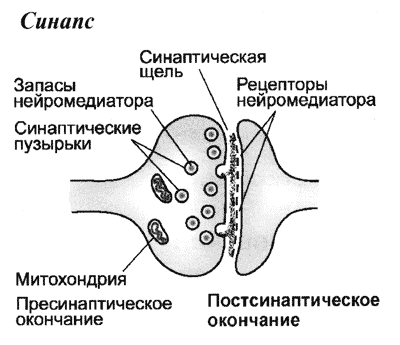 Синапс
Синаптическая
щель
Запасы
нейромедиатора
Рецепторы
нейромедиатора
Синаптические
пузырьки
Митохондрия
Пресинаптическое
окончание
Постсинаптическое
окончание